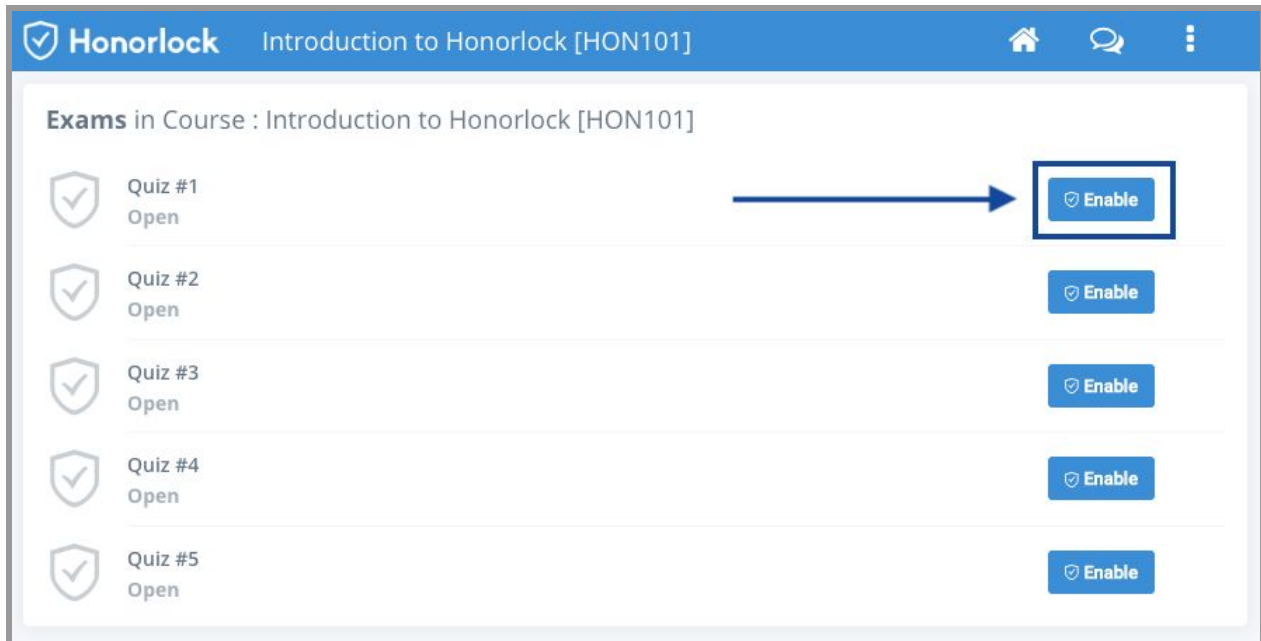 Honorlock Introduction to Honorlock [HON101]
Exams in Course : Introduction to Honorlock [HON101]
Quiz #1
Open
Enable
Quiz #2
Open
Enable
Quiz #3
Open
Enable
Quiz #4
Open
Enable
Quiz #5
Open
Enable